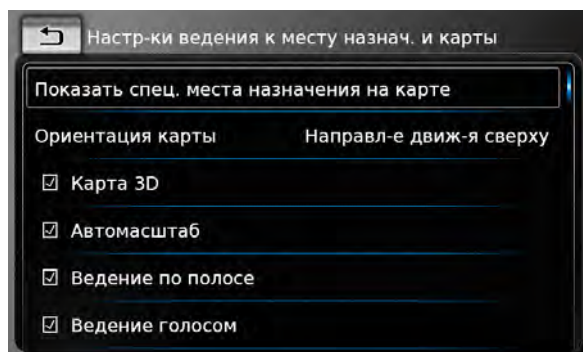 Настр-ки ведения к месту назнач. и карты
Показать спец. места назначения на карте
Ориентация карты Направл-е движ-я сверху
Карта 3D
Автомасштаб
Ведение по полосе
Ведение голосом